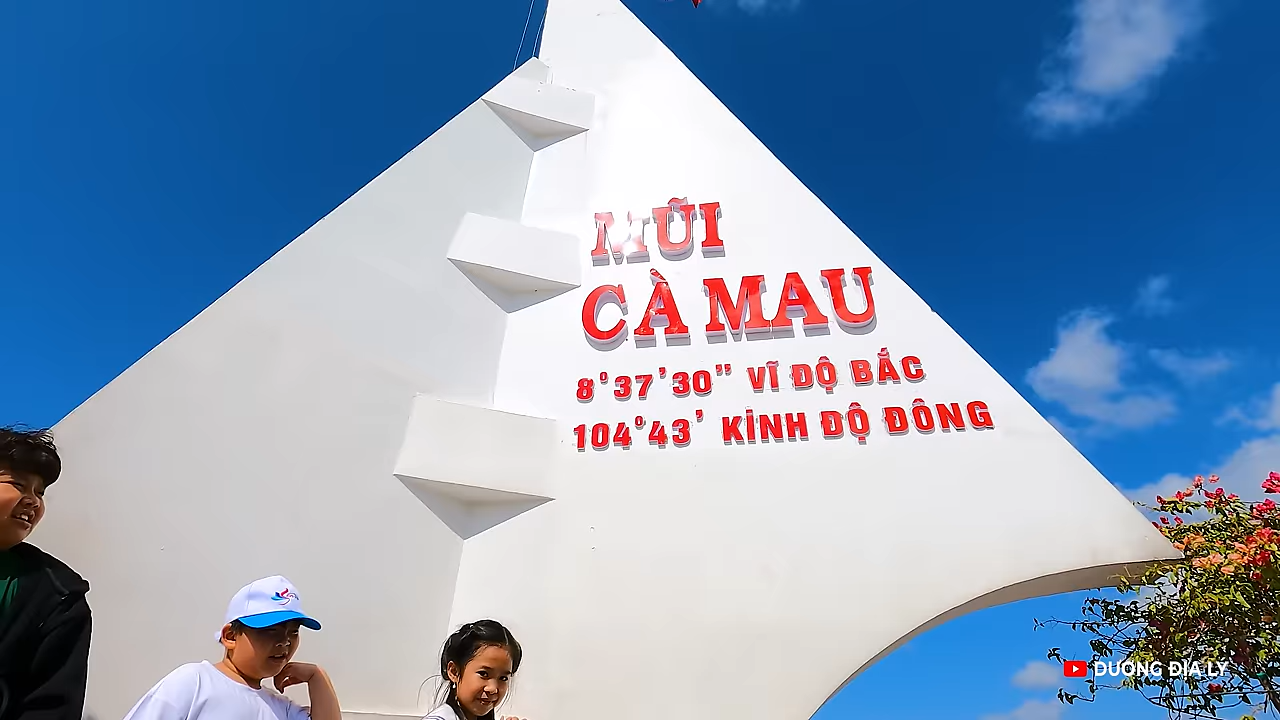 MŨI
CÀ MAU
8°37'30" VĨ ĐỘ BẮC
104°43' KINH ĐỘ ĐÔNG
DUONG DIA LY